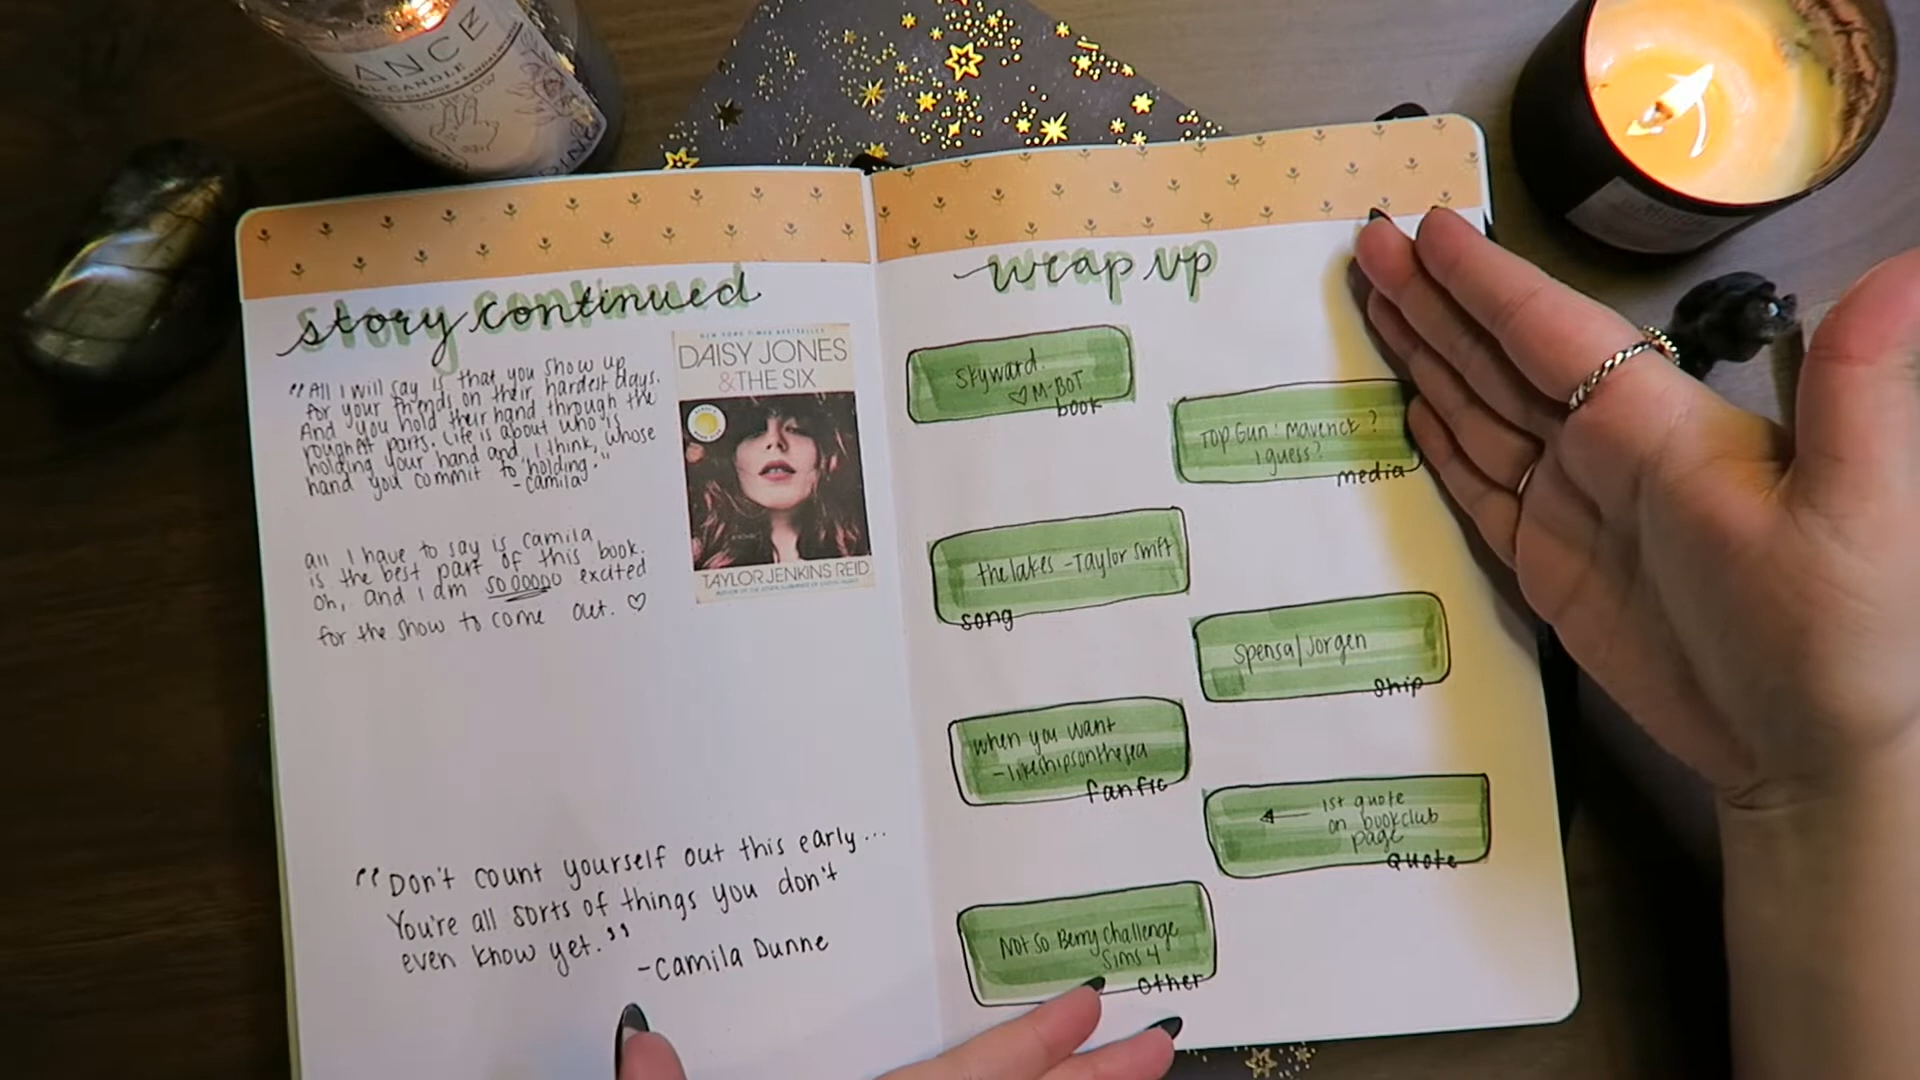 ANCE
AL CANDLE
story continued
"All I will say is that you show up
for your friends on their hardest days.
And you hold their hand through the
roughest parts. Life is about who is
holding your hand and, I think, whose
hand you commit to holding."
-Camila
all I have to say is Camila
is the best part of this book.
Oh, and I am sooooo excited
for the show to come out. ♡
"Don't count yourself out this early...
You're all sorts of things you don't
even know yet."
-Camila Dunne
NEW YORK TIMES BESTSELLER
DAISY JONES
& THE SIX
TAYLOR JENKINS REID
wrap up
Skyward.
♡ M-BOT
book
Top Gun: Maverick?
I guess?
media
the lakes - Taylor Swift
song
Spensa/Jorgen
ship
when you want
- likeshipsonthesea
fanfic
← 1st quote
on bookclub
page
Quote
Not So Berry challenge
Sims 4
Other